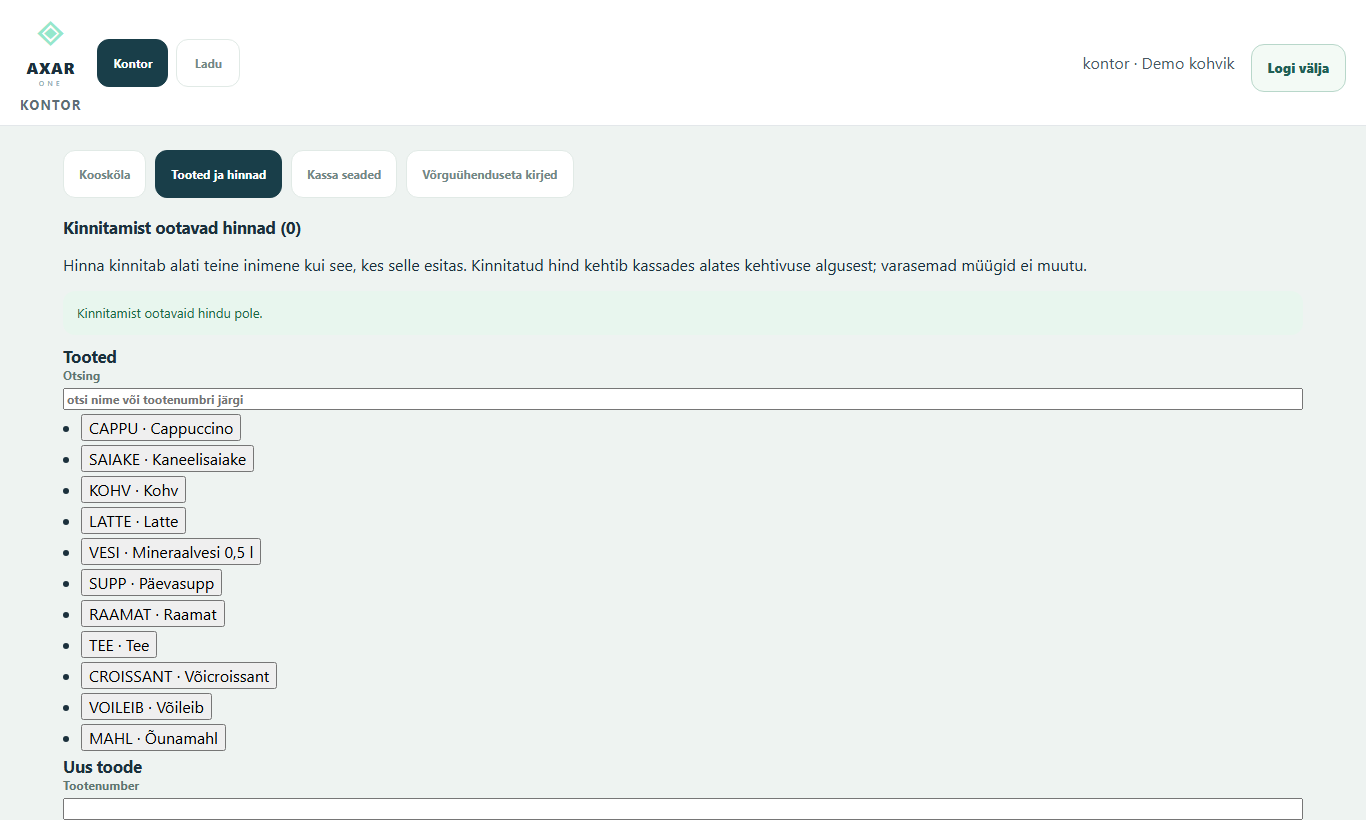 AXAR
ONE
KONTOR
Kontor
Ladu
kontor · Demo kohvik
Logi välja
Kooskõla
Tooted ja hinnad
Kassa seaded
Võrguühenduseta kirjed
Kinnitamist ootavad hinnad (0)
Hinna kinnitab alati teine inimene kui see, kes selle esitas. Kinnitatud hind kehtib kassades alates kehtivuse algusest; varasemad müügid ei muutu.
Kinnitamist ootavaid hindu pole.
Tooted
Otsing
otsi nime või tootenumbri järgi
CAPPU · Cappuccino
SAIAKE · Kaneelisaiake
KOHV · Kohv
LATTE · Latte
VESI · Mineraalvesi 0,5 l
SUPP · Päevasupp
RAAMAT · Raamat
TEE · Tee
CROISSANT · Võicroissant
VOILEIB · Võileib
MAHL · Õunamahl
Uus toode
Tootenumber